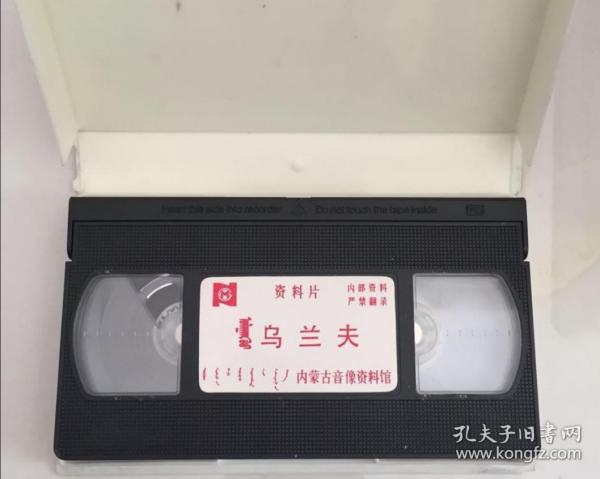 Insert this side into recorder
Do not touch the tape inside
资料片
内部资料
严禁翻录
乌兰夫
内蒙古音像资料馆
孔夫子旧书网
www.kongfz.com